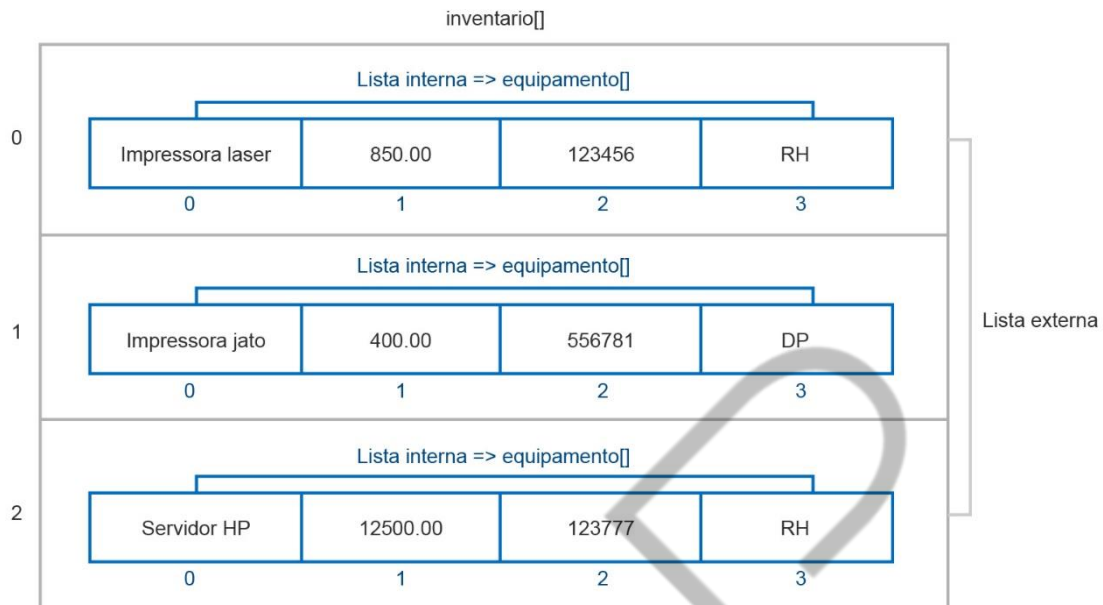 inventario[]
Lista interna => equipamento[]
0
Impressora laser 850.00 123456 RH
0 1 2 3
Lista interna => equipamento[]
1
Impressora jato 400.00 556781 DP
0 1 2 3
Lista externa
Lista interna => equipamento[]
2
Servidor HP 12500.00 123777 RH
0 1 2 3